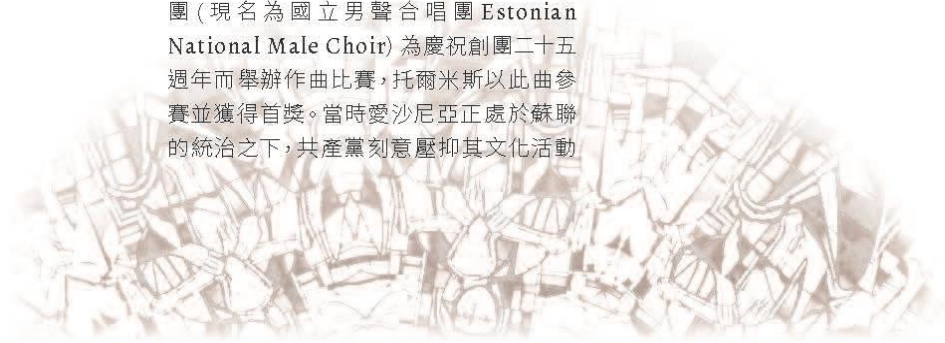 團(現名為國立男聲合唱團 Estonian
National Male Choir) 為慶祝創團二十五
週年而舉辦作曲比賽,托爾米斯以此曲參
賽並獲得首獎。當時愛沙尼亞正處於蘇聯
的統治之下,共產黨刻意壓抑其文化活動